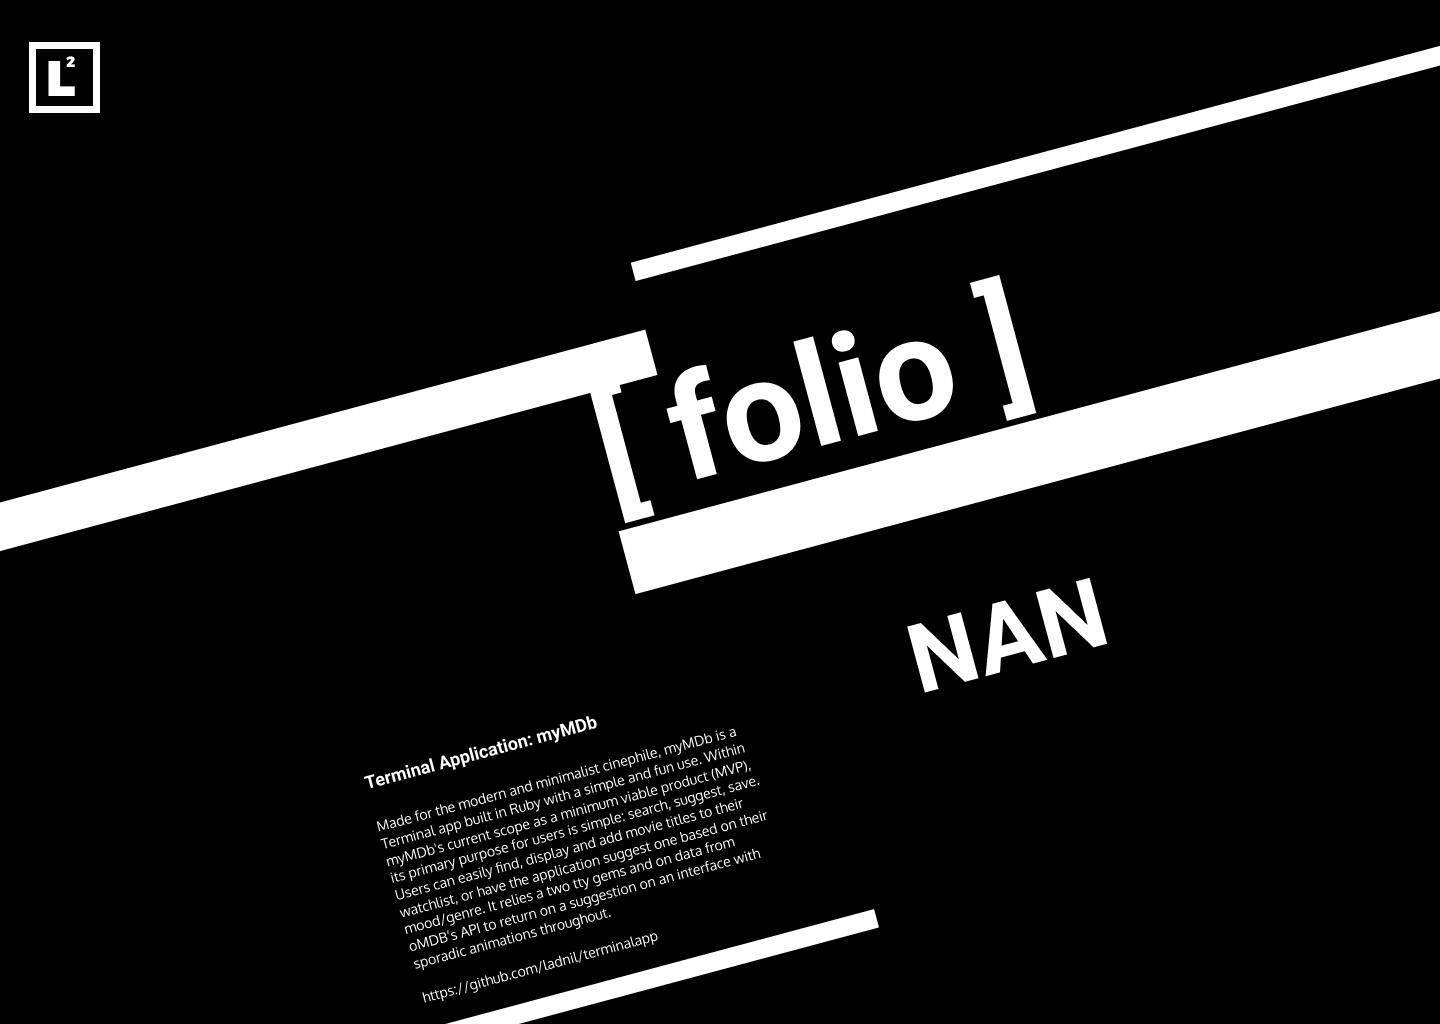 L²
[ folio ]
NAN
Terminal Application: myMDb
Made for the modern and minimalist cinephile, myMDb is a
Terminal app built in Ruby with a simple and fun use. Within
myMDb's current scope as a minimum viable product (MVP),
its primary purpose for users is simple: search, suggest, save.
Users can easily find, display and add movie titles to their
watchlist, or have the application suggest one based on their
mood/genre. It relies a two tty gems and on data from
oMDB's API to return on a suggestion on an interface with
sporadic animations throughout.
https://github.com/ladnil/terminalapp